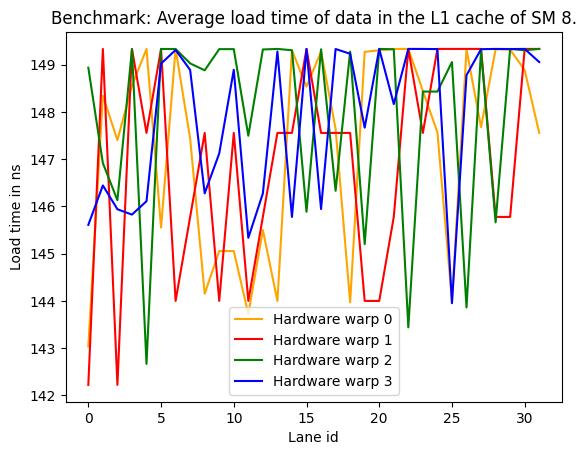 Benchmark: Average load time of data in the L1 cache of SM 8.
Load time in ns
149
148
147
146
145
144
143
142
Hardware warp 0
Hardware warp 1
Hardware warp 2
Hardware warp 3
0 5 10 15 20 25 30
Lane id